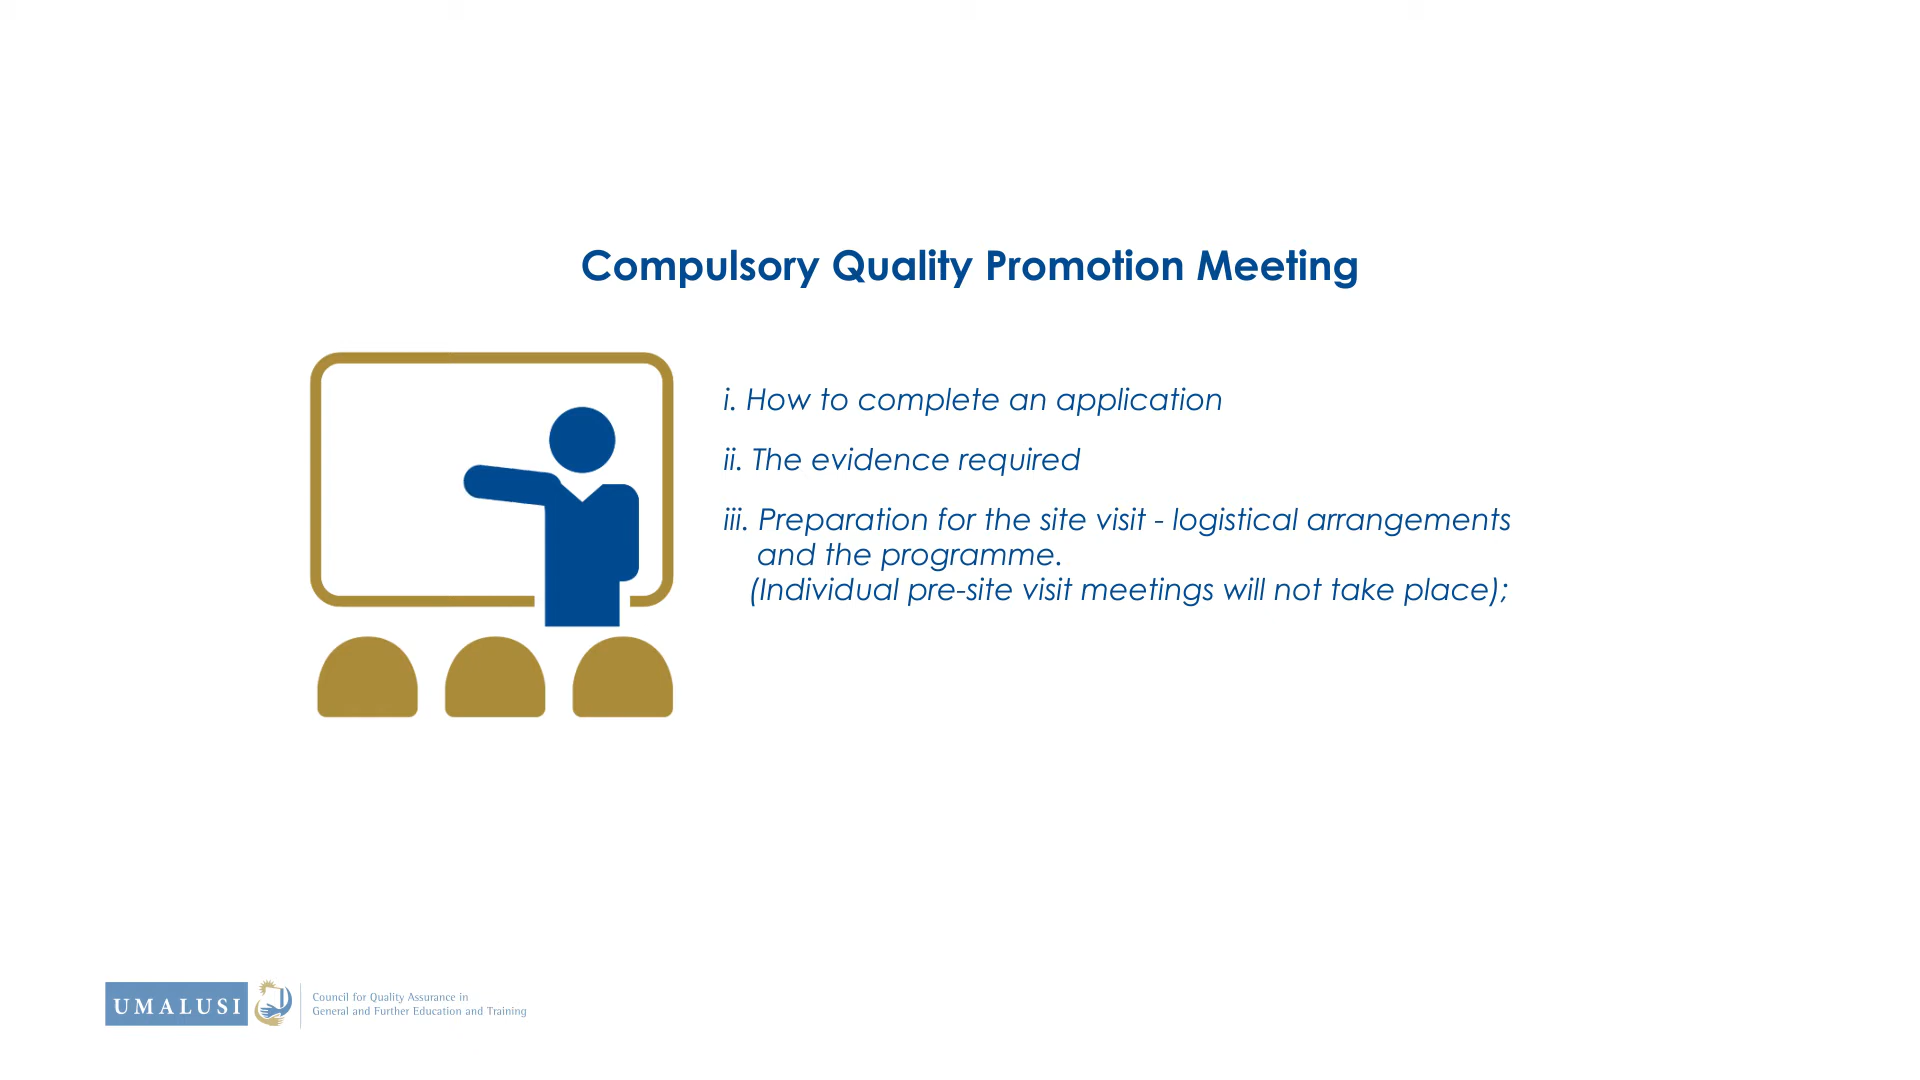 Compulsory Quality Promotion Meeting
i. How to complete an application
ii. The evidence required
iii. Preparation for the site visit - logistical arrangements
and the programme.
(Individual pre-site visit meetings will not take place);
UMALUSI
Council for Quality Assurance in
General and Further Education and Training